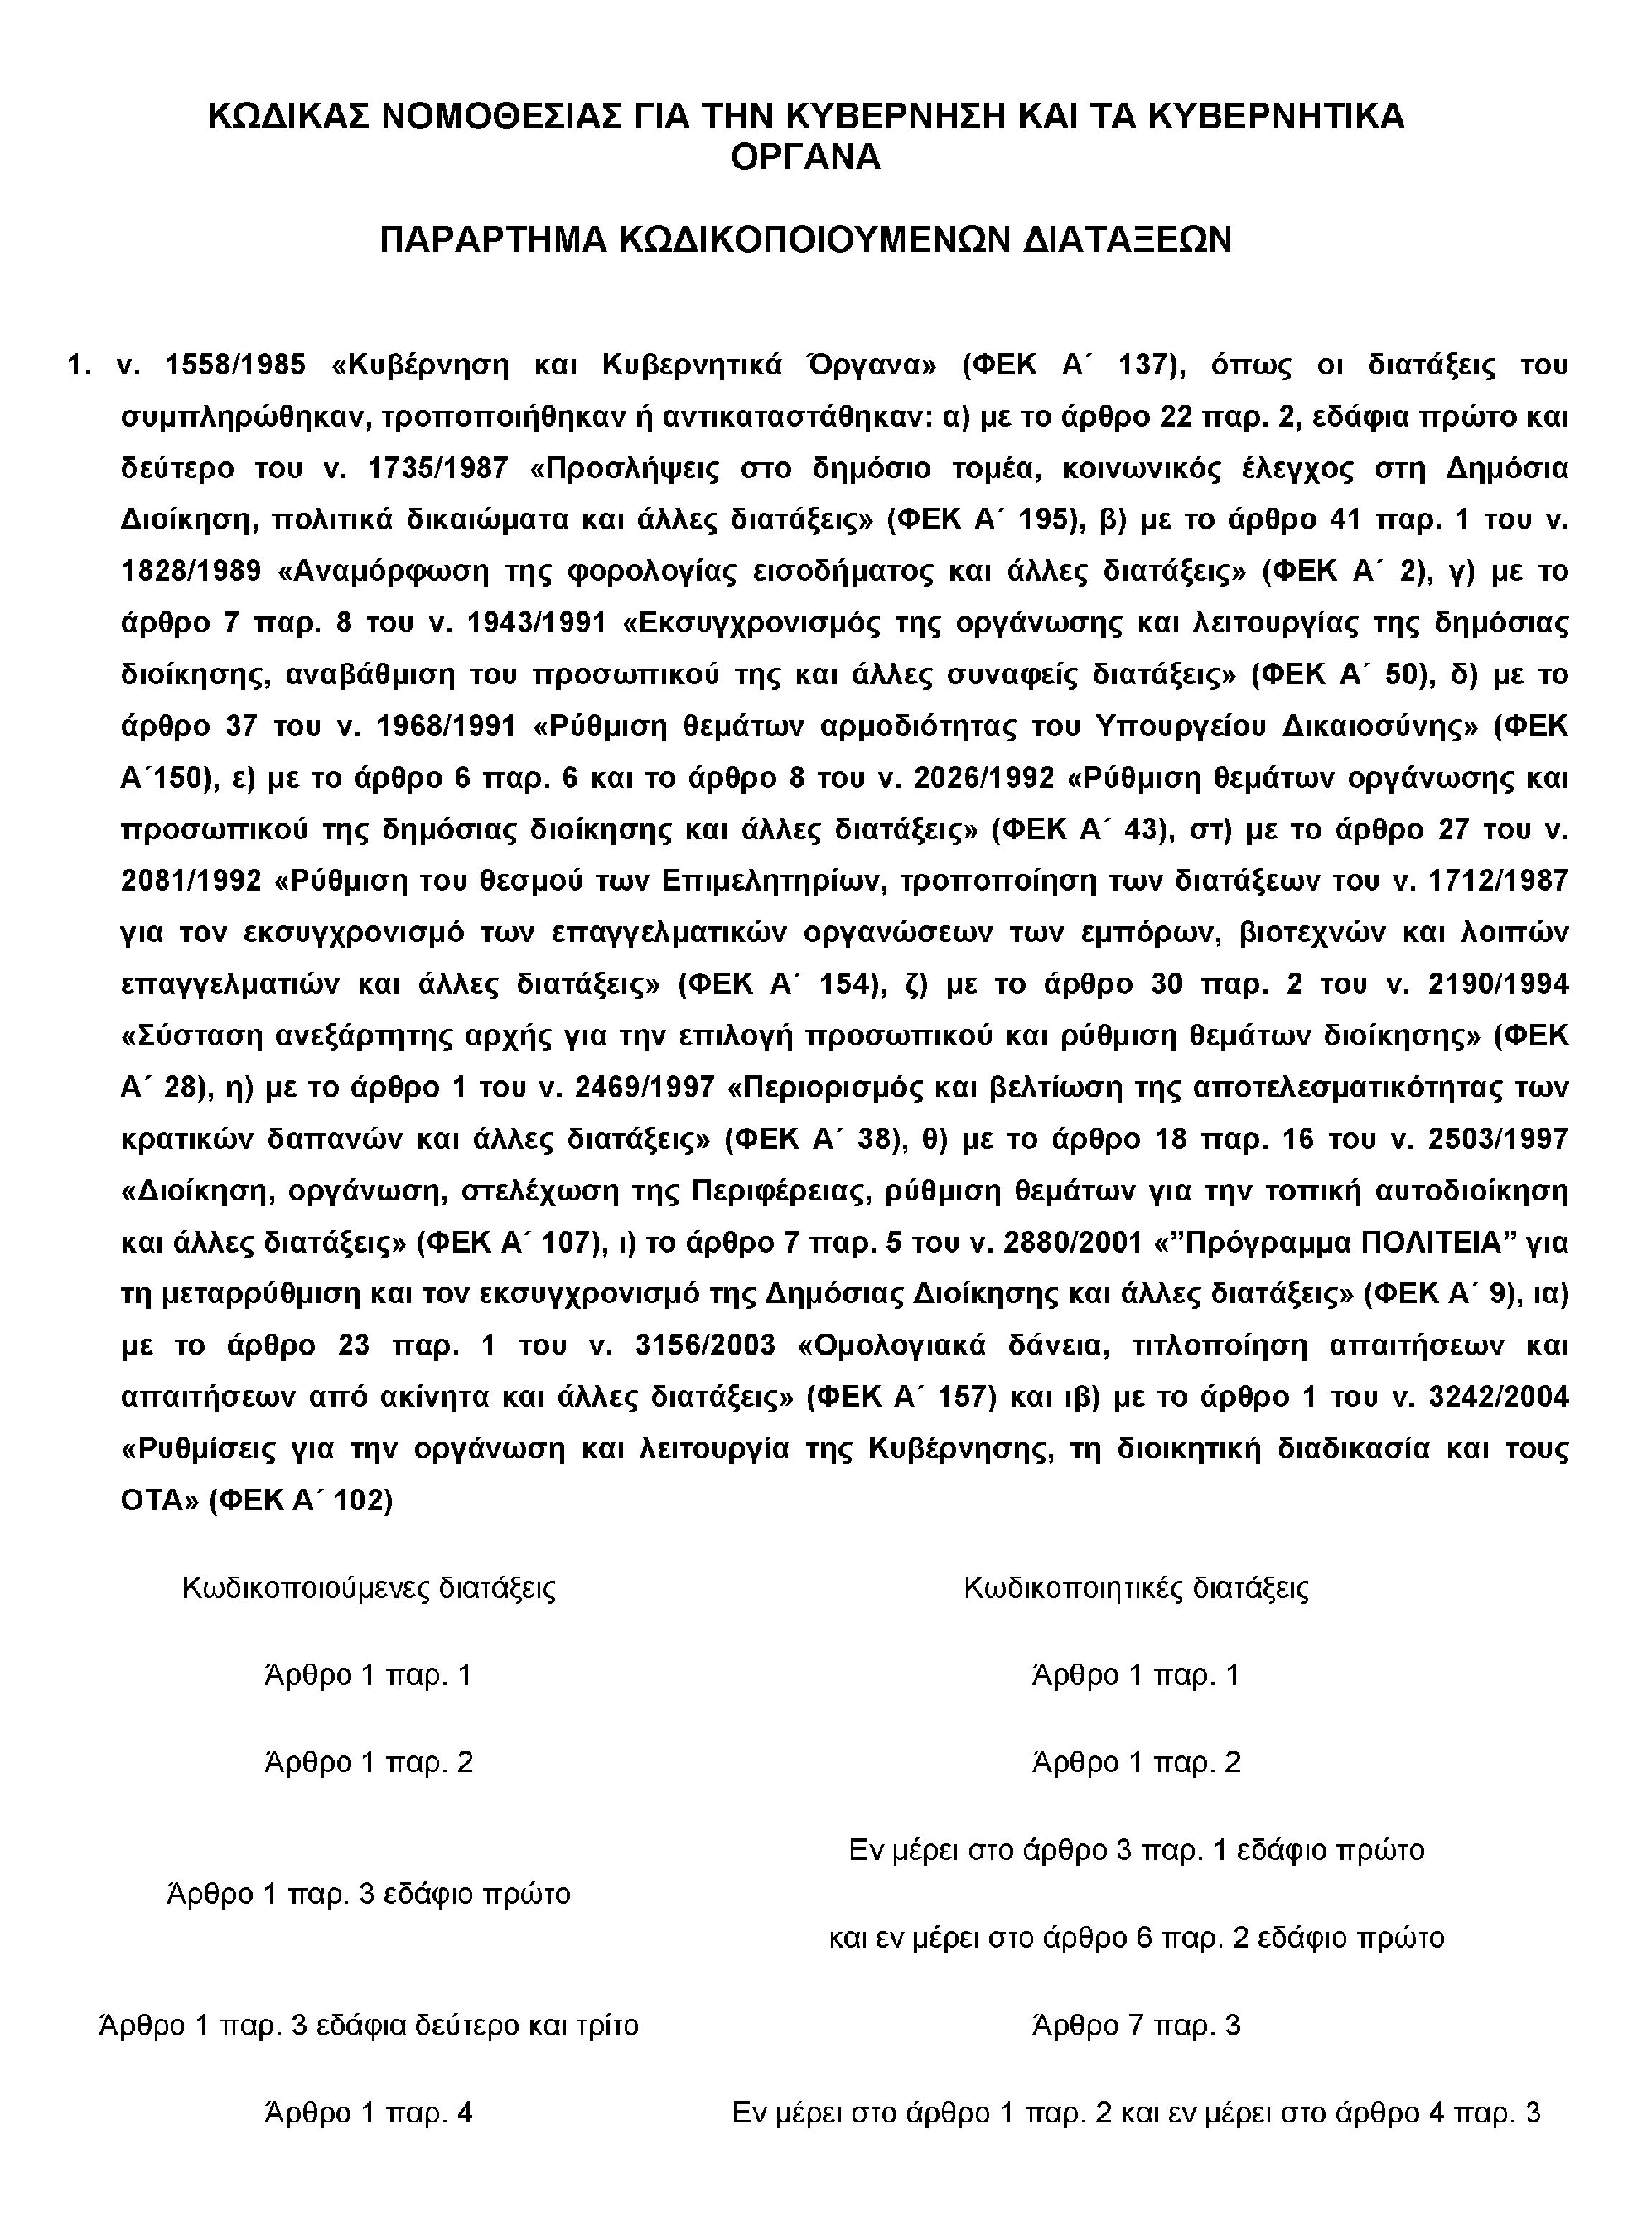 ΚΩΔΙΚΑΣ ΝΟΜΟΘΕΣΙΑΣ ΓΙΑ ΤΗΝ ΚΥΒΕΡΝΗΣΗ ΚΑΙ ΤΑ ΚΥΒΕΡΝΗΤΙΚΑ
ΟΡΓΑΝΑ
ΠΑΡΑΡΤΗΜΑ ΚΩΔΙΚΟΠΟΙΟΥΜΕΝΩΝ ΔΙΑΤΑΞΕΩΝ
1. ν. 1558/1985 «Κυβέρνηση και Κυβερνητικά Όργανα» (ΦΕΚ Α΄ 137), όπως οι διατάξεις του
συμπληρώθηκαν, τροποποιήθηκαν ή αντικαταστάθηκαν: α) με το άρθρο 22 παρ. 2, εδάφια πρώτο και
δεύτερο του ν. 1735/1987 «Προσλήψεις στο δημόσιο τομέα, κοινωνικός έλεγχος στη Δημόσια
Διοίκηση, πολιτικά δικαιώματα και άλλες διατάξεις» (ΦΕΚ Α΄ 195), β) με το άρθρο 41 παρ. 1 του ν.
1828/1989 «Αναμόρφωση της φορολογίας εισοδήματος και άλλες διατάξεις» (ΦΕΚ Α΄ 2), γ) με το
άρθρο 7 παρ. 8 του ν. 1943/1991 «Εκσυγχρονισμός της οργάνωσης και λειτουργίας της δημόσιας
διοίκησης, αναβάθμιση του προσωπικού της και άλλες συναφείς διατάξεις» (ΦΕΚ Α΄ 50), δ) με το
άρθρο 37 του ν. 1968/1991 «Ρύθμιση θεμάτων αρμοδιότητας του Υπουργείου Δικαιοσύνης» (ΦΕΚ
Α΄150), ε) με το άρθρο 6 παρ. 6 και το άρθρο 8 του ν. 2026/1992 «Ρύθμιση θεμάτων οργάνωσης και
προσωπικού της δημόσιας διοίκησης και άλλες διατάξεις» (ΦΕΚ Α΄ 43), στ) με το άρθρο 27 του ν.
2081/1992 «Ρύθμιση του θεσμού των Επιμελητηρίων, τροποποίηση των διατάξεων του ν. 1712/1987
για τον εκσυγχρονισμό των επαγγελματικών οργανώσεων των εμπόρων, βιοτεχνών και λοιπών
επαγγελματιών και άλλες διατάξεις» (ΦΕΚ Α΄ 154), ζ) με το άρθρο 30 παρ. 2 του ν. 2190/1994
«Σύσταση ανεξάρτητης αρχής για την επιλογή προσωπικού και ρύθμιση θεμάτων διοίκησης» (ΦΕΚ
Α΄ 28), η) με το άρθρο 1 του ν. 2469/1997 «Περιορισμός και βελτίωση της αποτελεσματικότητας των
κρατικών δαπανών και άλλες διατάξεις» (ΦΕΚ Α΄ 38), θ) με το άρθρο 18 παρ. 16 του ν. 2503/1997
«Διοίκηση, οργάνωση, στελέχωση της Περιφέρειας, ρύθμιση θεμάτων για την τοπική αυτοδιοίκηση
και άλλες διατάξεις» (ΦΕΚ Α΄ 107), ι) το άρθρο 7 παρ. 5 του ν. 2880/2001 «”Πρόγραμμα ΠΟΛΙΤΕΙΑ” για
τη μεταρρύθμιση και τον εκσυγχρονισμό της Δημόσιας Διοίκησης και άλλες διατάξεις» (ΦΕΚ Α΄ 9), ια)
με το άρθρο 23 παρ. 1 του ν. 3156/2003 «Ομολογιακά δάνεια, τιτλοποίηση απαιτήσεων και
απαιτήσεων από ακίνητα και άλλες διατάξεις» (ΦΕΚ Α΄ 157) και ιβ) με το άρθρο 1 του ν. 3242/2004
«Ρυθμίσεις για την οργάνωση και λειτουργία της Κυβέρνησης, τη διοικητική διαδικασία και τους
ΟΤΑ» (ΦΕΚ Α΄ 102)
Κωδικοποιούμενες διατάξεις Κωδικοποιητικές διατάξεις
Άρθρο 1 παρ. 1 Άρθρο 1 παρ. 1
Άρθρο 1 παρ. 2 Άρθρο 1 παρ. 2
Εν μέρει στο άρθρο 3 παρ. 1 εδάφιο πρώτο
Άρθρο 1 παρ. 3 εδάφιο πρώτο
και εν μέρει στο άρθρο 6 παρ. 2 εδάφιο πρώτο
Άρθρο 1 παρ. 3 εδάφια δεύτερο και τρίτο Άρθρο 7 παρ. 3
Άρθρο 1 παρ. 4 Εν μέρει στο άρθρο 1 παρ. 2 και εν μέρει στο άρθρο 4 παρ. 3